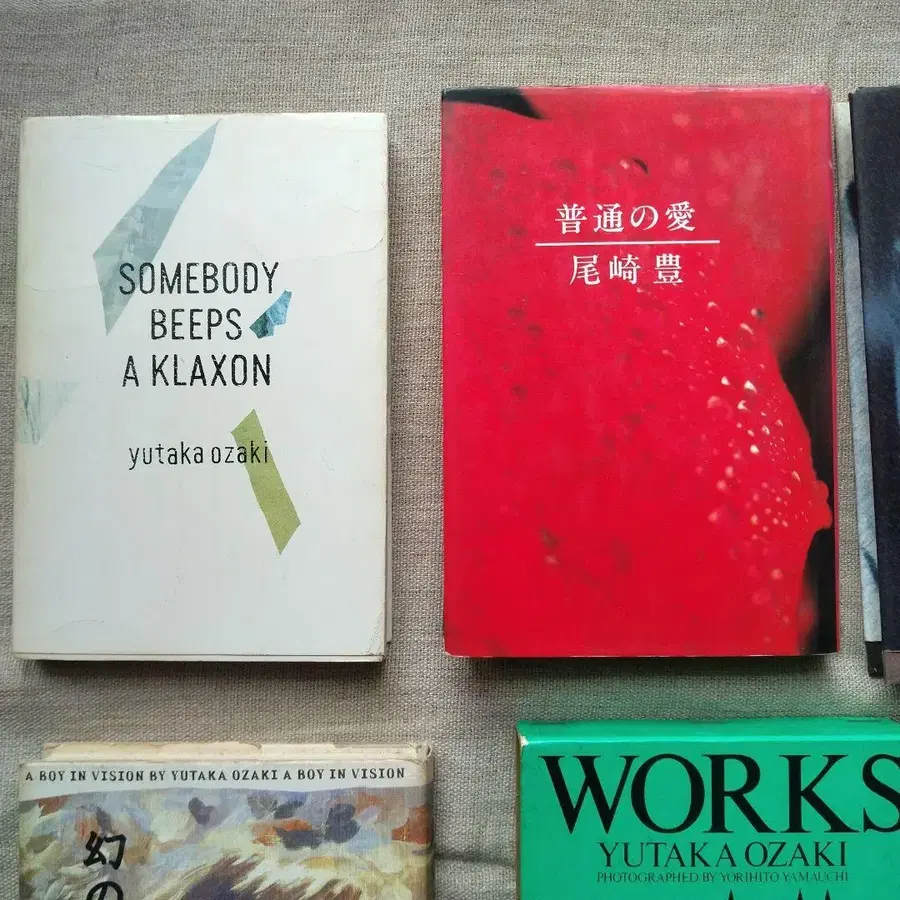 SOMEBODY
BEEPS
A KLAXON
yutaka ozaki
普通の愛
尾崎豊
A BOY IN VISION BY YUTAKA OZAKI A BOY IN VISION
幻の
WORKS
YUTAKA OZAKI
PHOTOGRAPHED BY YORIHITO YAMAUCHI